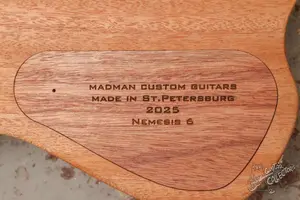 MADMAN CUSTOM GUITARS
MADE IN ST.PETERSBURG
2025
NEMESIS 6